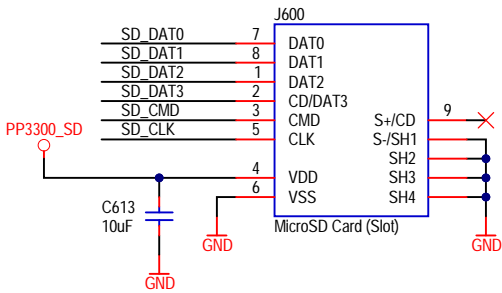 J600
SD_DAT0 7 DAT0
SD_DAT1 8 DAT1
SD_DAT2 1 DAT2
SD_DAT3 2 CD/DAT3
SD_CMD 3 CMD S+/CD 9
SD_CLK 5 CLK S-/SH1
PP3300_SD
SH2
4 VDD SH3
6 VSS SH4
C613
10uF
MicroSD Card (Slot)
GND
GND
GND